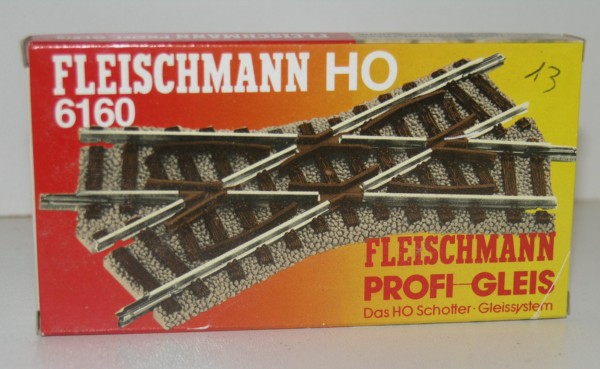 FLEISCHMANN HO
6160
13
FLEISCHMANN
PROFI-GLEIS
Das HO Schotter-Gleissystem